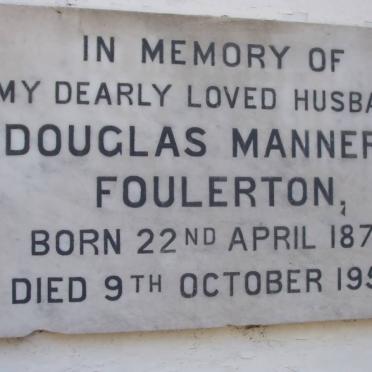 IN MEMORY OF
MY DEARLY LOVED HUSBA
DOUGLAS MANNER
FOULERTON,
BORN 22ND APRIL 187
DIED 9TH OCTOBER 195